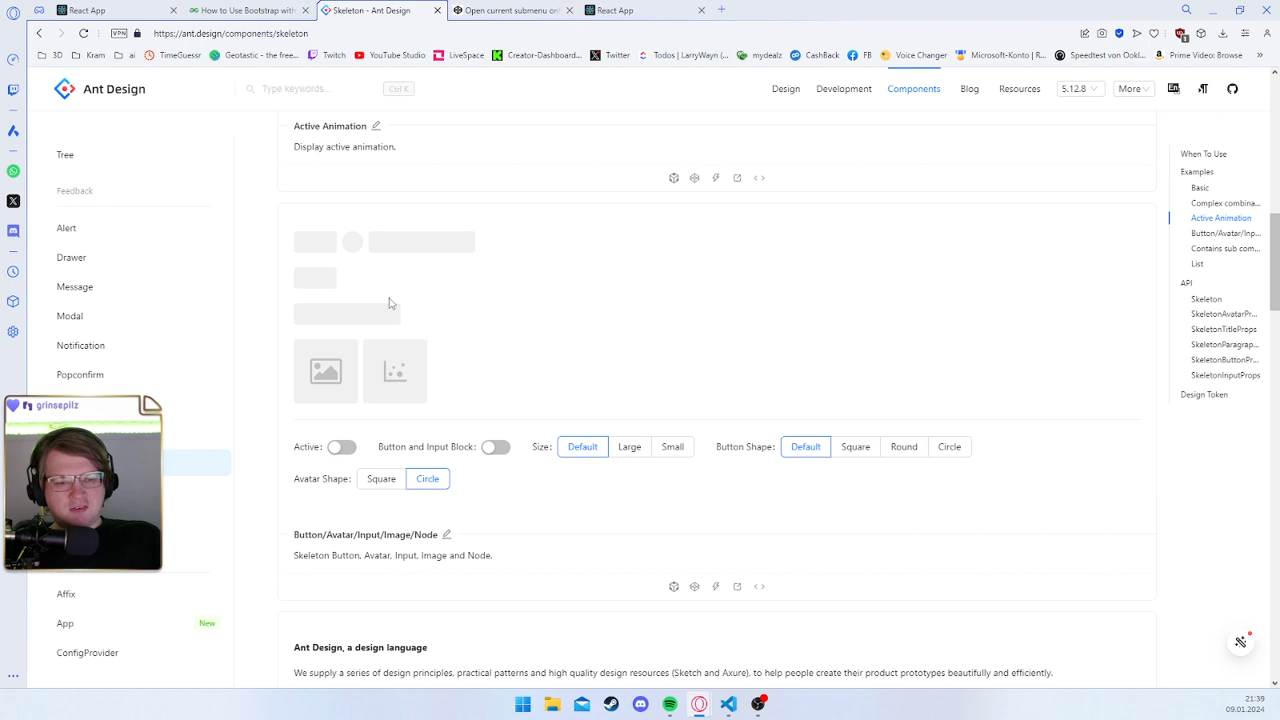 React App
How to Use Bootstrap with
Skeleton - Ant Design
Open current submenu onl
React App
VPN
https://ant.design/components/skeleton
3D
Kram
ai
TimeGuessr
Geotastic - the free...
Twitch
YouTube Studio
LiveSpace
Creator-Dashboard...
Twitter
Todos | LarryWayn |...
mydealz
CashBack
FB
Voice Changer
Microsoft-Konto | R...
Speedtest von Ookl...
Prime Video: Browse
Ant Design
Type keywords...
Ctrl K
Design
Development
Components
Blog
Resources
5.12.8
More
Active Animation
Display active animation.
Tree
Feedback
Alert
Drawer
Message
Modal
Notification
Popconfirm
grinsepilz
Affix
App
New
ConfigProvider
Active:
Button and Input Block:
Size:
Default
Large
Small
Button Shape:
Default
Square
Round
Circle
Avatar Shape:
Square
Circle
Button/Avatar/Input/Image/Node
Skeleton Button, Avatar, Input, Image and Node.
Ant Design, a design language
We supply a series of design principles, practical patterns and high quality design resources (Sketch and Axure), to help people create their product prototypes beautifully and efficiently.
When To Use
Examples
Basic
Complex combina...
Active Animation
Button/Avatar/Inp...
Contains sub com...
List
API
Skeleton
SkeletonAvatarPr...
SkeletonTitleProps
SkeletonParagrap...
SkeletonButtonPr...
SkeletonInputProps
Design Token
21:39
09.01.2024